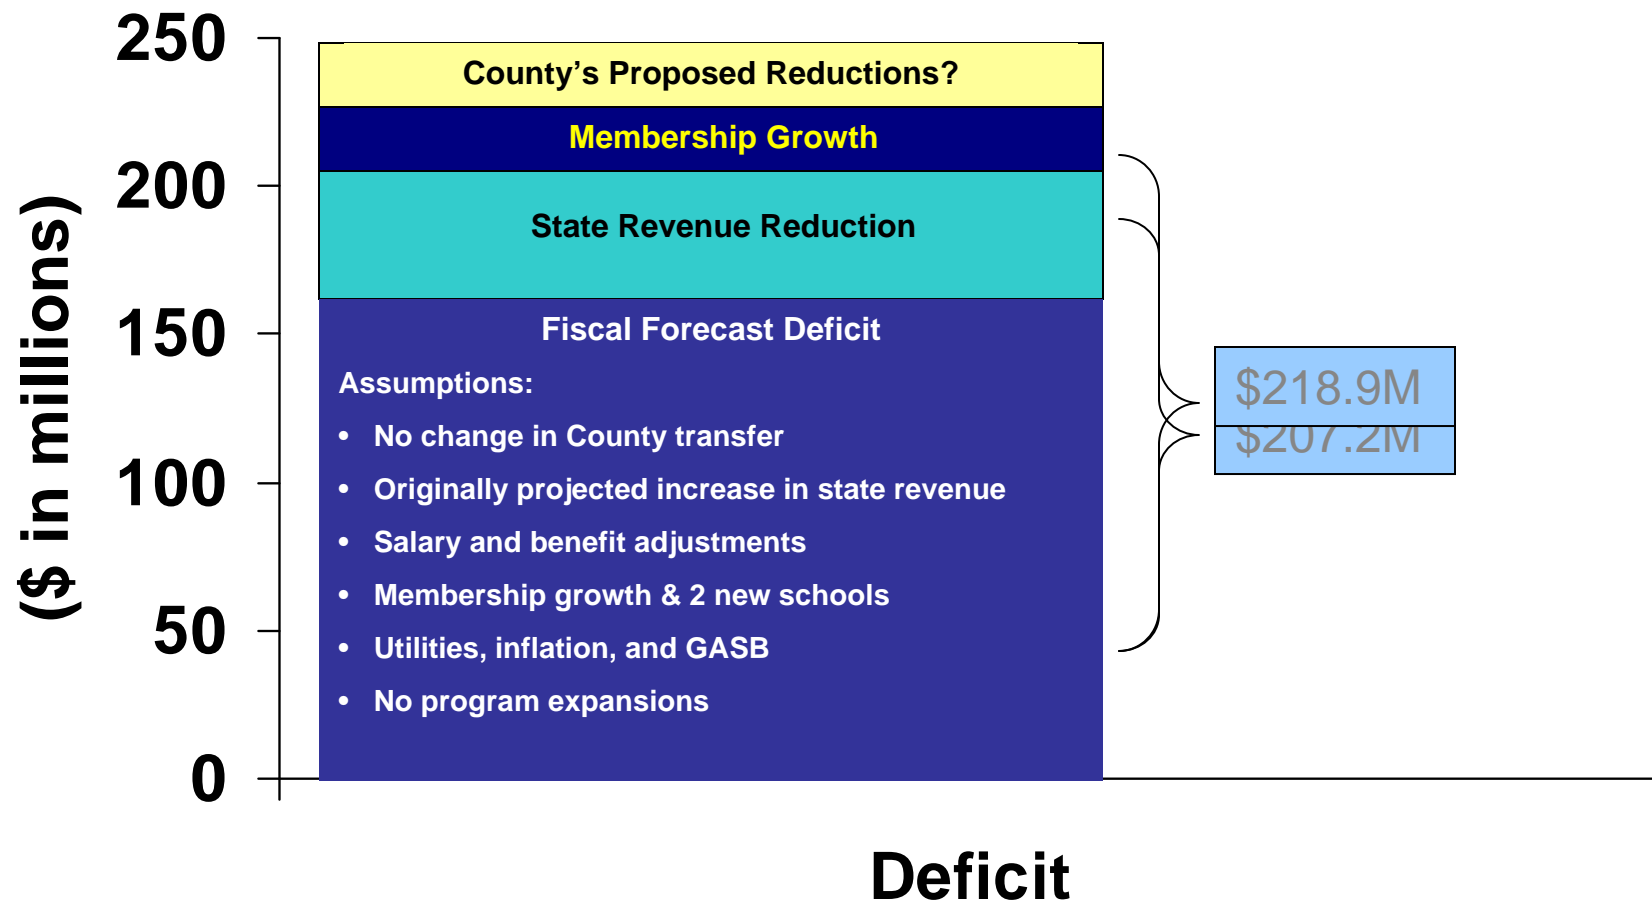 250
200
150
100
50
0
($ in millions)
County’s Proposed Reductions?
Membership Growth
State Revenue Reduction
Fiscal Forecast Deficit
Assumptions:
• No change in County transfer
• Originally projected increase in state revenue
• Salary and benefit adjustments
• Membership growth & 2 new schools
• Utilities, inflation, and GASB
• No program expansions
$218.9M
$207.2M
Deficit